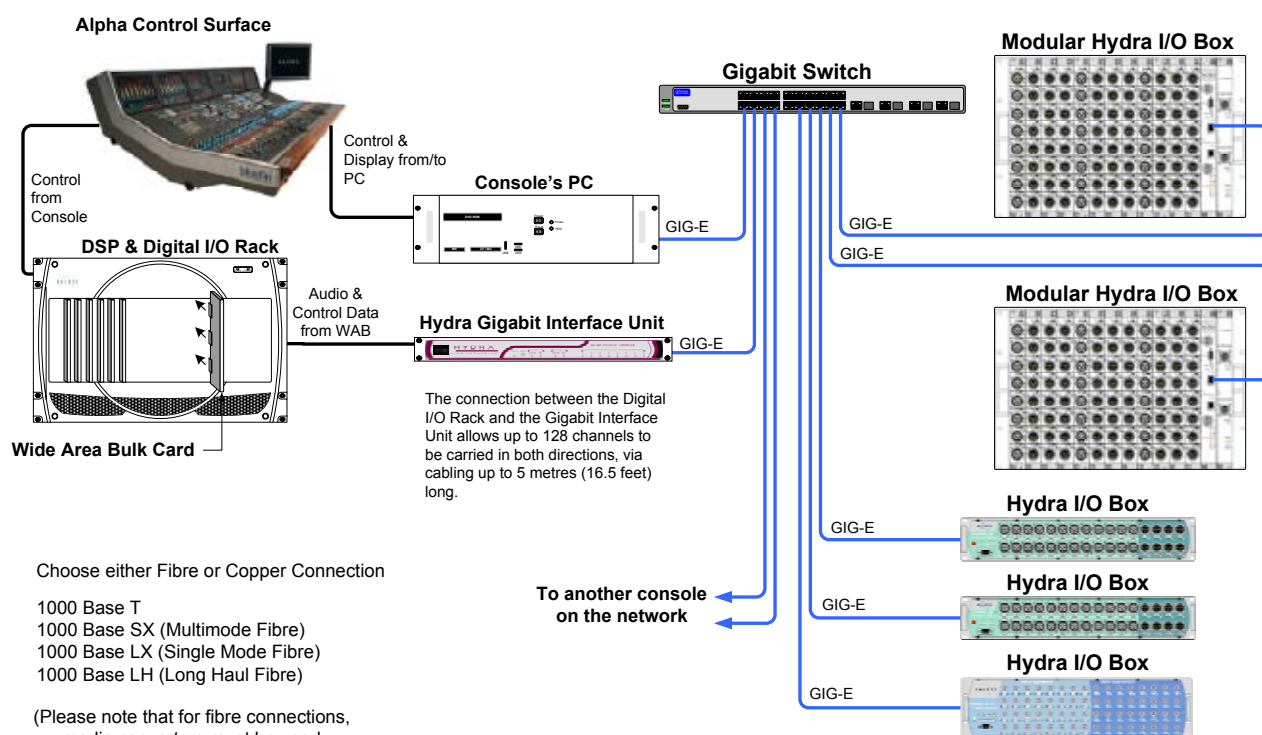 Alpha Control Surface
Modular Hydra I/O Box
Gigabit Switch
Control &
Display from/to
PC
Control
from
Console
Console's PC
GIG-E
GIG-E
GIG-E
DSP & Digital I/O Rack
Audio &
Control Data
from WAB
Hydra Gigabit Interface Unit
HYDRA
GIG-E
Modular Hydra I/O Box
The connection between the Digital
I/O Rack and the Gigabit Interface
Unit allows up to 128 channels to
be carried in both directions, via
cabling up to 5 metres (16.5 feet)
long.
Wide Area Bulk Card
Hydra I/O Box
GIG-E
Choose either Fibre or Copper Connection
1000 Base T
1000 Base SX (Multimode Fibre)
1000 Base LX (Single Mode Fibre)
1000 Base LH (Long Haul Fibre)
To another console
on the network
Hydra I/O Box
GIG-E
Hydra I/O Box
GIG-E
(Please note that for fibre connections,